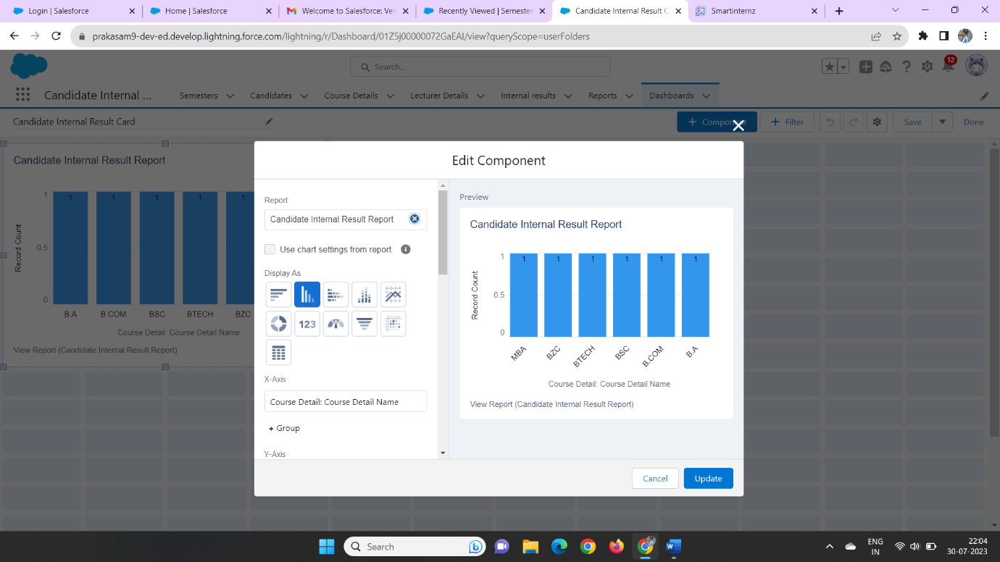 Login | Salesforce
Home | Salesforce
Welcome to Salesforce: Ver
Recently Viewed | Semester
Candidate Internal Result C
Smartinternz
prakasam9-dev-ed.develop.lightning.force.com/lightning/r/Dashboard/01Z5j00000072GaEAI/view?queryScope=userFolders
Search...
12
Candidate Internal ...
Semesters
Candidates
Course Details
Lecturer Details
Internal results
Reports
Dashboards
Candidate Internal Result Card
+ Component
+ Filter
Save
Done
Candidate Internal Result Report
Record Count
1
0.5
0
1 1 1 1 1
B.A B.COM BSC BTECH BZC
Course Detail: Course Detail Name
View Report (Candidate Internal Result Report)
Edit Component
Report
Candidate Internal Result Report
Use chart settings from report
Display As
123
X-Axis
Course Detail: Course Detail Name
+ Group
Y-Axis
Preview
Candidate Internal Result Report
Record Count
1
0.5
0
1 1 1 1 1 1
MBA BZC BTECH BSC B.COM B.A
Course Detail: Course Detail Name
View Report (Candidate Internal Result Report)
Cancel
Update
Search
ENG
IN
22:04
30-07-2023